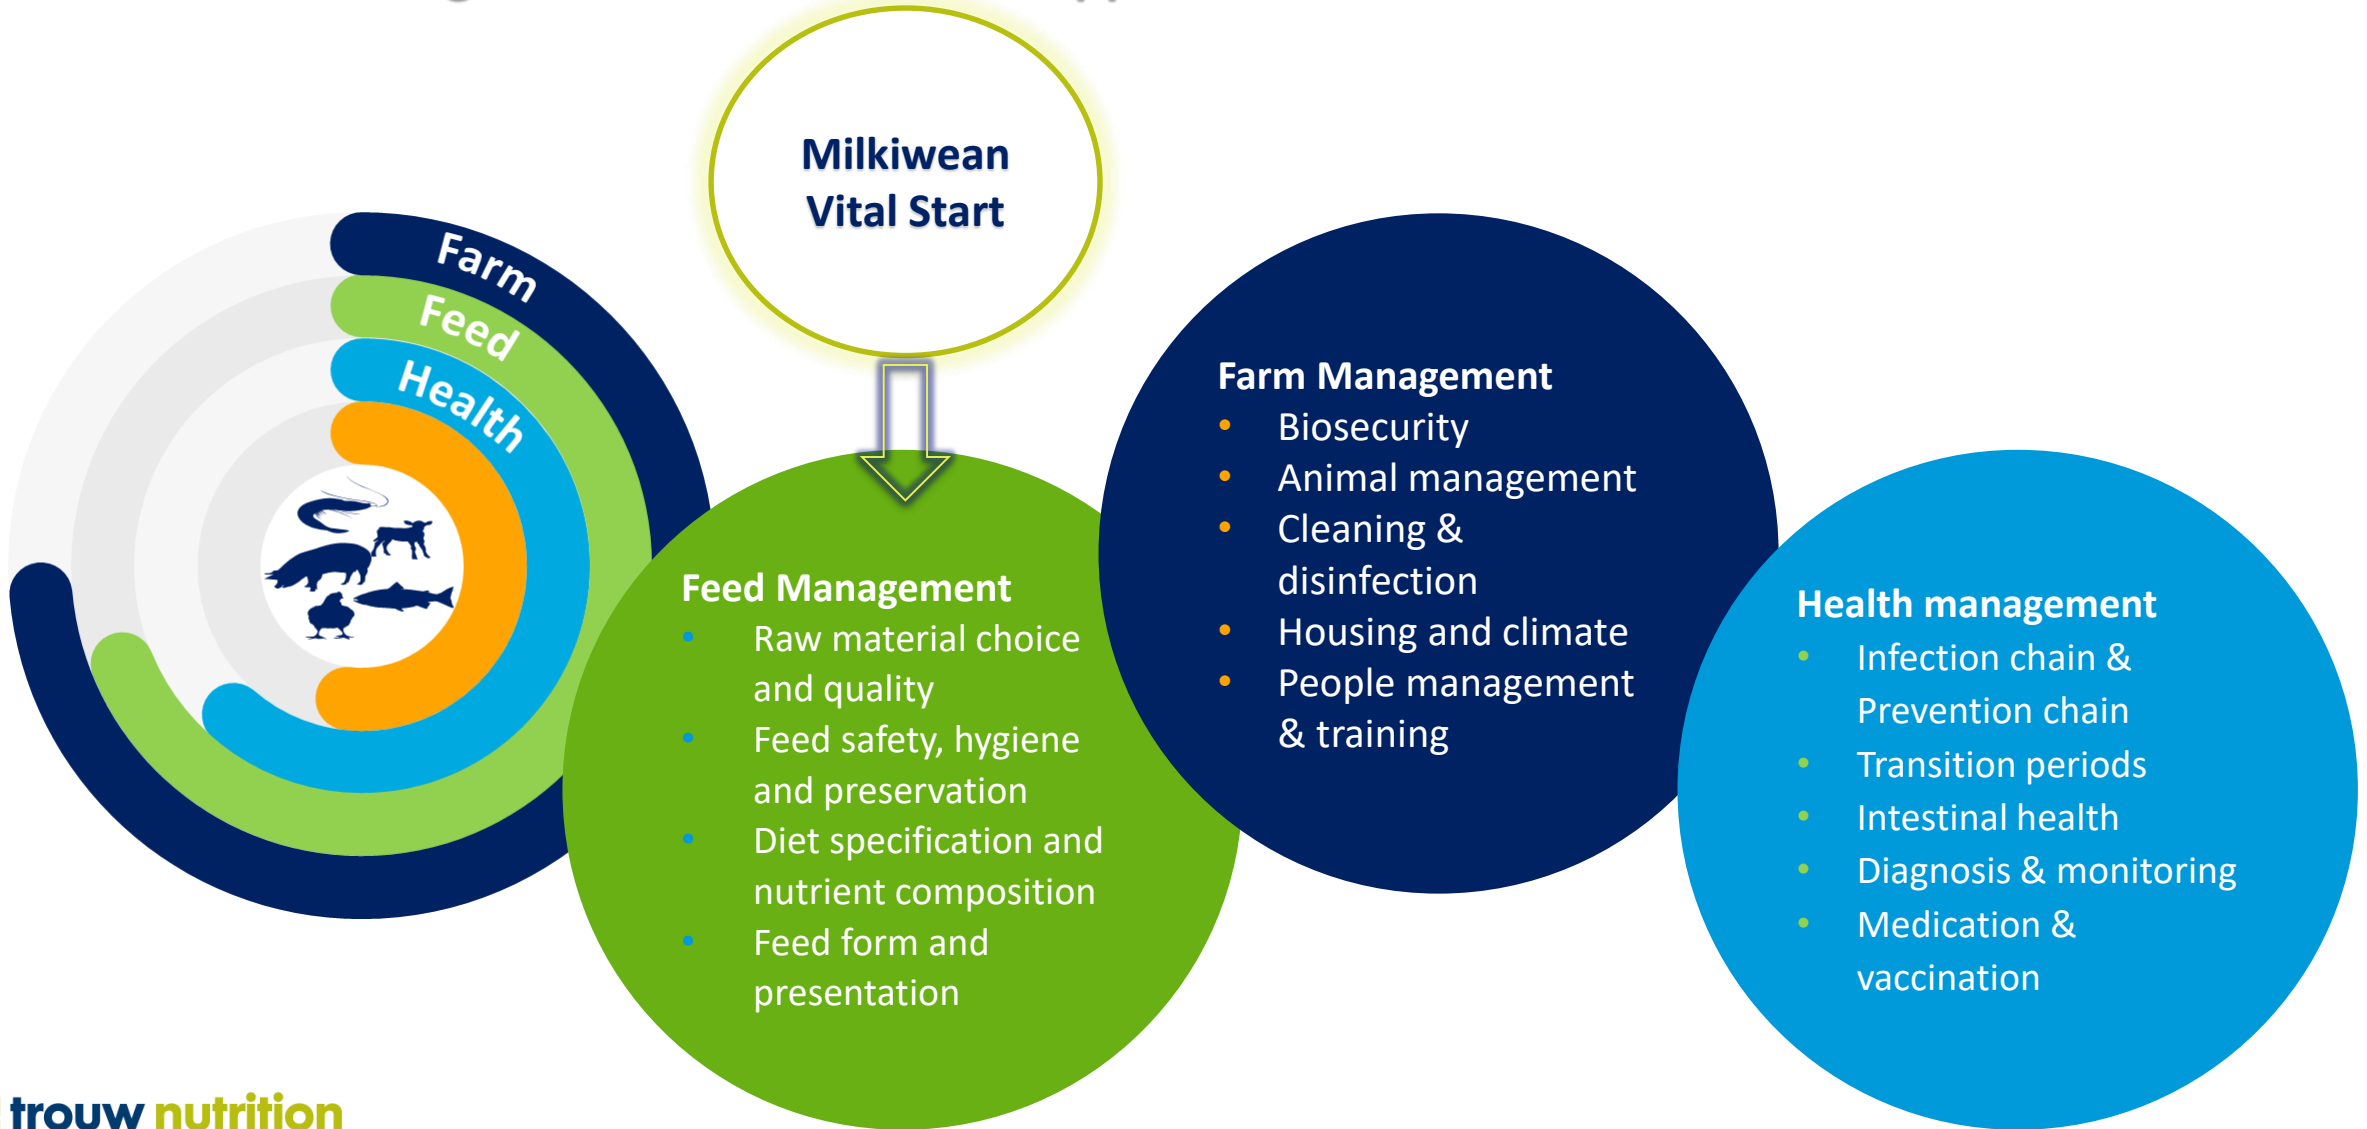 Milkiwean
Vital Start
Farm
Feed
Health
Feed Management
• Raw material choice
and quality
• Feed safety, hygiene
and preservation
• Diet specification and
nutrient composition
• Feed form and
presentation
Farm Management
• Biosecurity
• Animal management
• Cleaning &
disinfection
• Housing and climate
• People management
& training
Health management
• Infection chain &
Prevention chain
• Transition periods
• Intestinal health
• Diagnosis & monitoring
• Medication &
vaccination
trouw nutrition